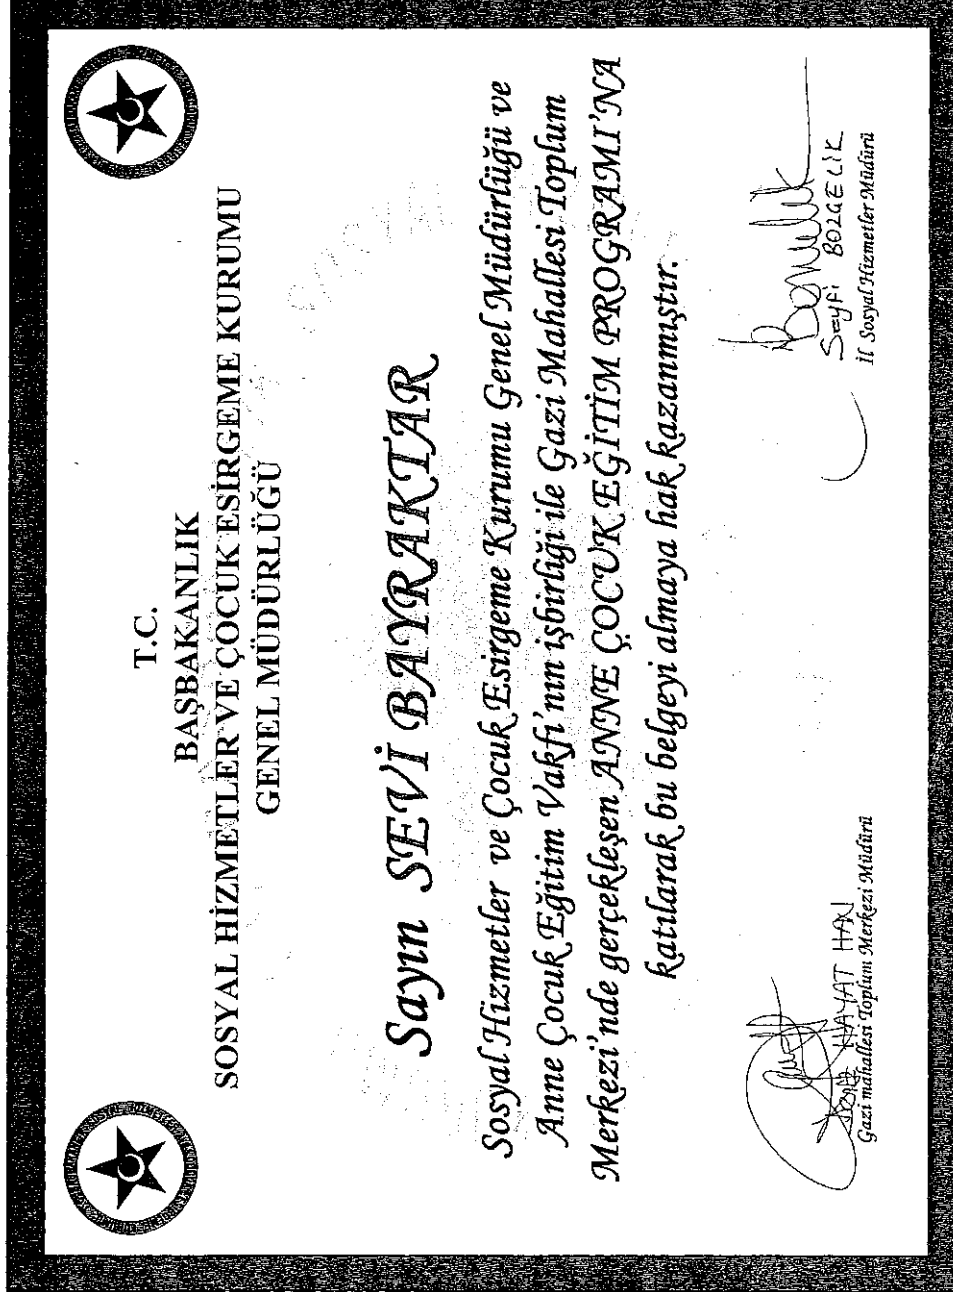 T.C.
BAŞBAKANLIK
SOSYAL HİZMETLER VE ÇOCUK ESİRGEME KURUMU
GENEL MÜDÜRLÜĞÜ
Sayın SEVİ BAYRAKTAR
Sosyal Hizmetler ve Çocuk Esirgeme Kurumu Genel Müdürlüğü ve
Anne Çocuk Eğitim Vakfı'nın işbirliği ile Gazi Mahallesi Toplum
Merkezi'nde gerçekleşen ANNE ÇOCUK EĞİTİM PROGRAMI'NA
katılarak bu belgeyi almaya hak kazanmıştır.
HAYAT HAN
Gazi mahallesi Toplum Merkezi Müdürü
Seyfi BOZGELİK
İl Sosyal Hizmetler Müdürü
SOSYAL